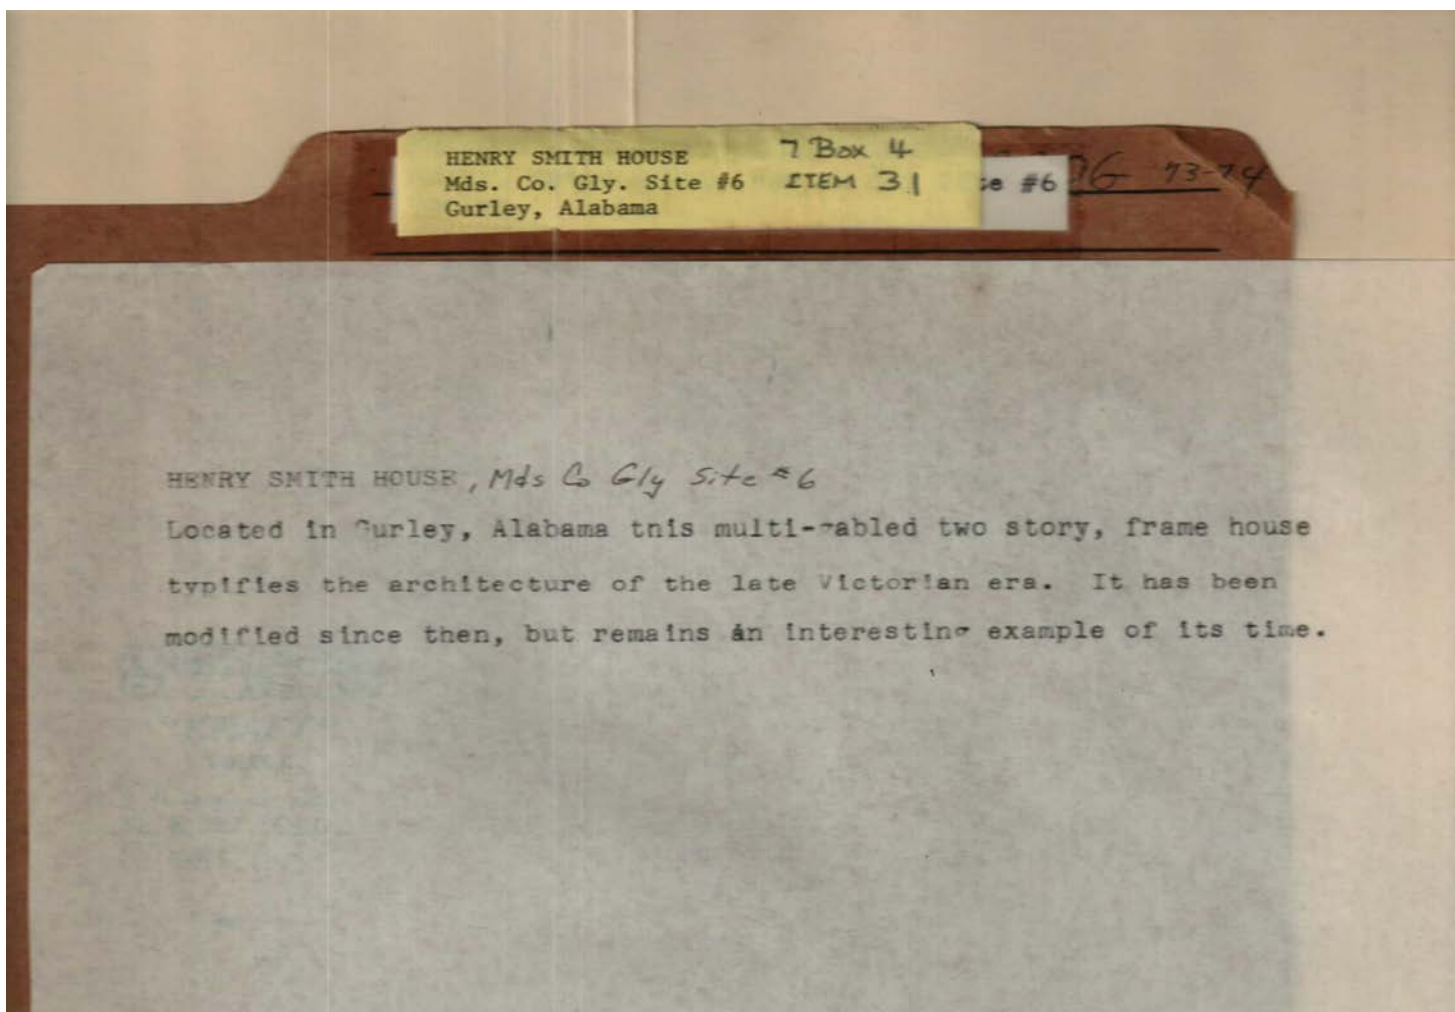 HENRY SMITH HOUSE 7 Box 4
Mds. Co. Gly. Site #6 ITEM 31
Gurley, Alabama
#6 73-74
HENRY SMITH HOUSE, Mds Co Gly Site #6
Located in Gurley, Alabama tnis multi-gabled two story, frame house
typifies the architecture of the late Victorian era. It has been
modified since then, but remains an interesting example of its time.